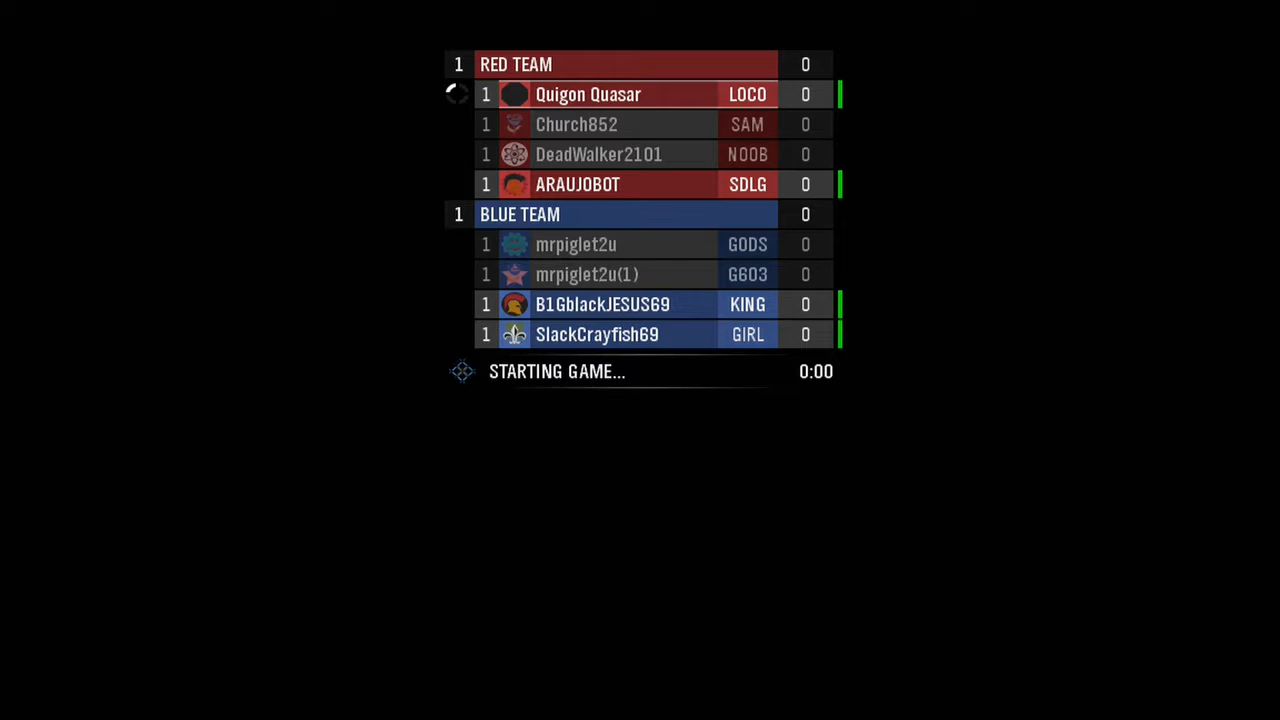 1 RED TEAM 0
1 Quigon Quasar LOCO 0
1 Church852 SAM 0
1 DeadWalker2101 NOOB 0
1 ARAUJOBOT SDLG 0
1 BLUE TEAM 0
1 mrpiglet2u GODS 0
1 mrpiglet2u(1) G603 0
1 B1GblackJESUS69 KING 0
1 SlackCrayfish69 GIRL 0
STARTING GAME... 0:00